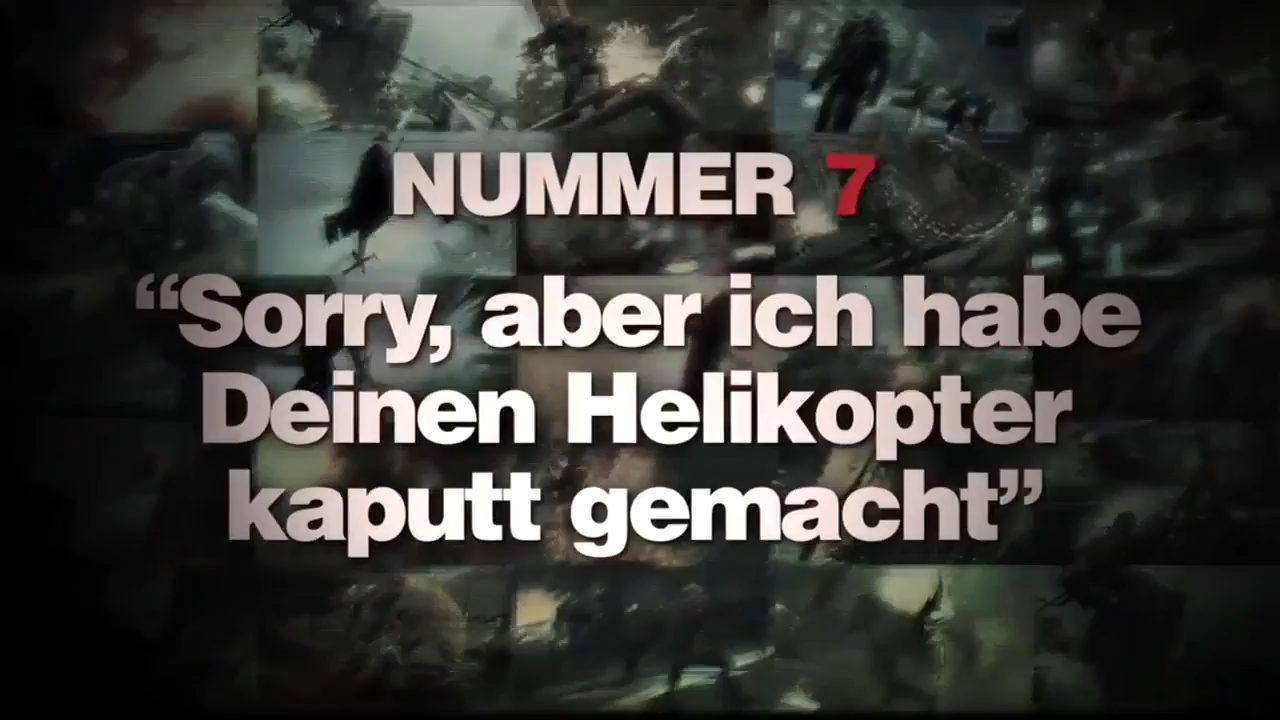 NUMMER 7
“Sorry, aber ich habe
Deinen Helikopter
kaputt gemacht”